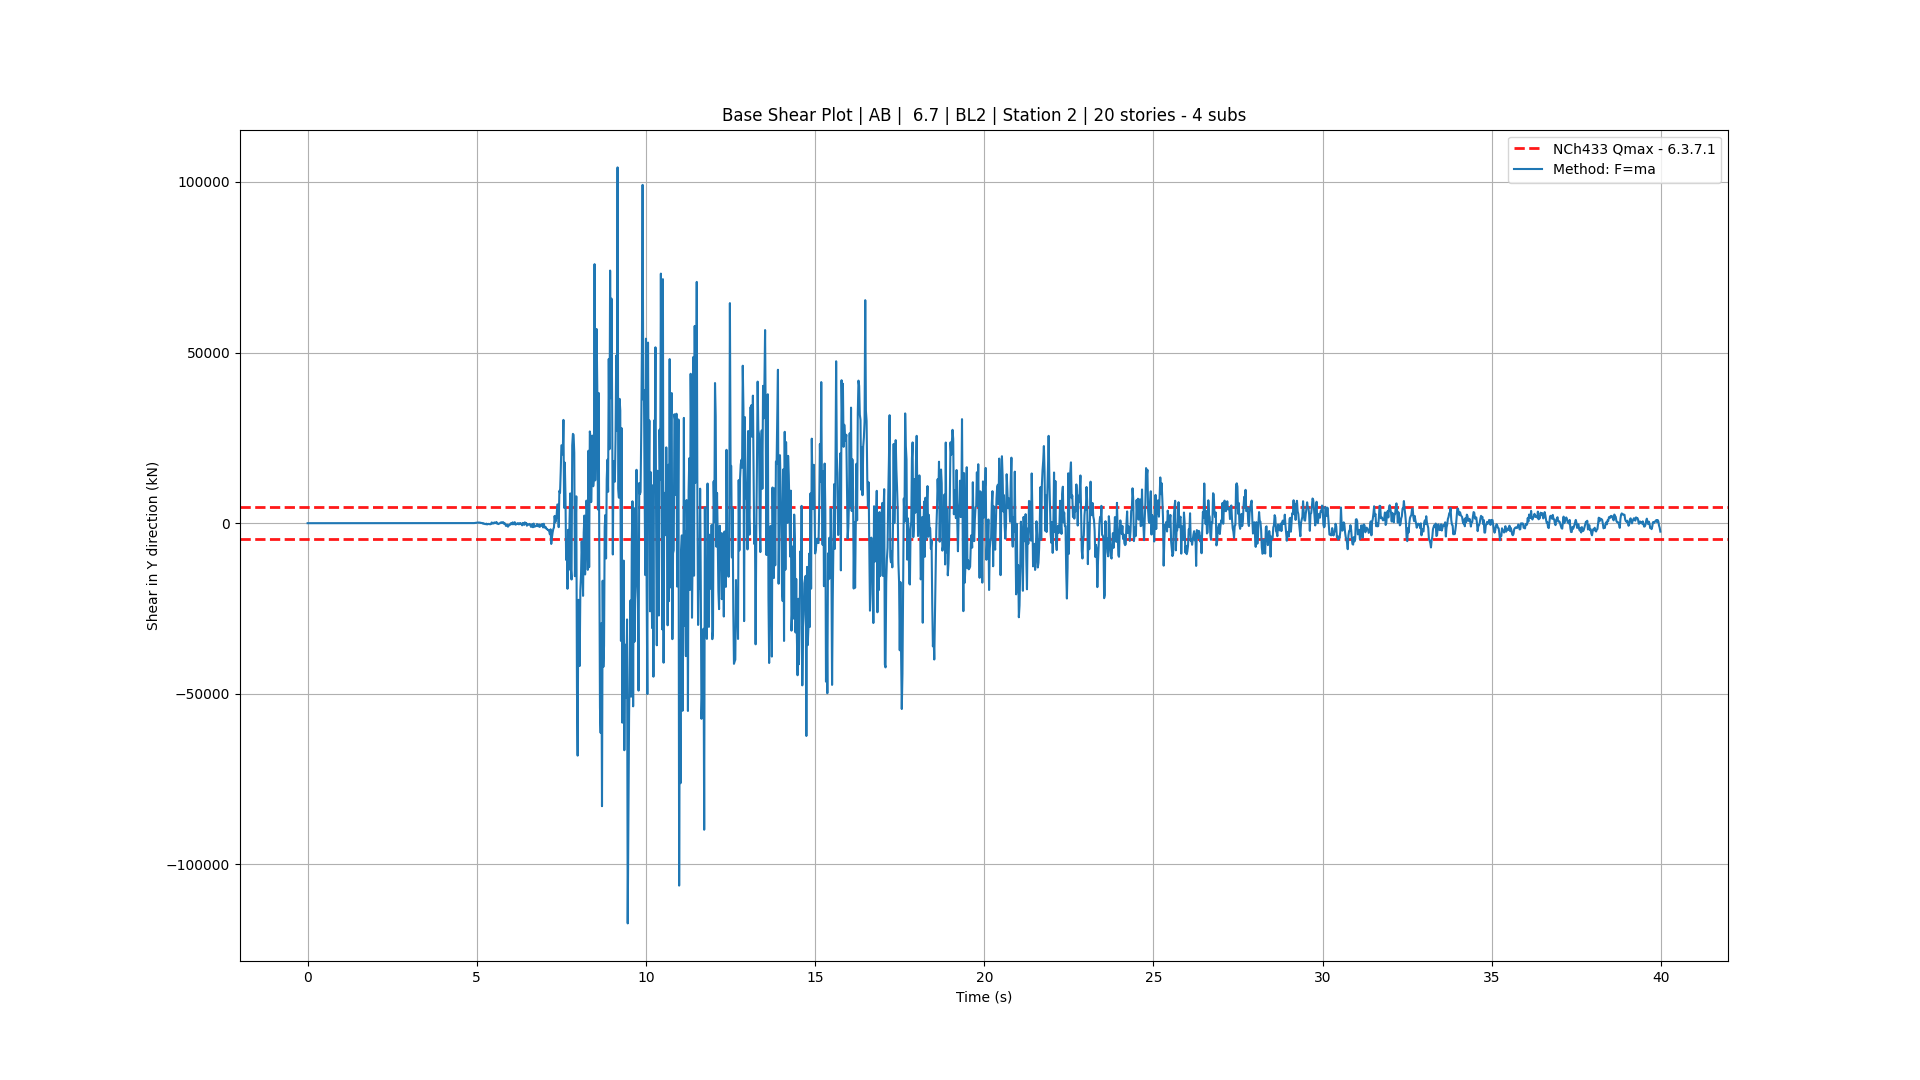 Base Shear Plot | AB |  6.7 | BL2 | Station 2 | 20 stories - 4 subs
NCh433 Qmax - 6.3.7.1
Method: F=ma
Shear in Y direction (kN)
100000
50000
0
−50000
−100000
0 5 10 15 20 25 30 35 40
Time (s)